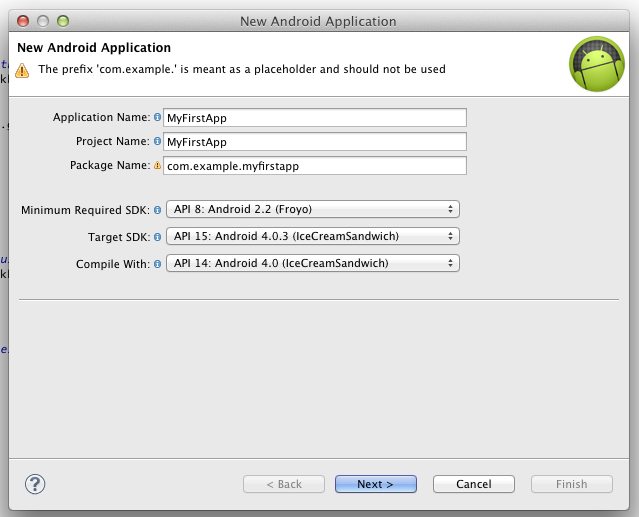 New Android Application
New Android Application
The prefix 'com.example.' is meant as a placeholder and should not be used
Application Name: MyFirstApp
Project Name: MyFirstApp
Package Name: com.example.myfirstapp
Minimum Required SDK: API 8: Android 2.2 (Froyo)
Target SDK: API 15: Android 4.0.3 (IceCreamSandwich)
Compile With: API 14: Android 4.0 (IceCreamSandwich)
? < Back Next > Cancel Finish